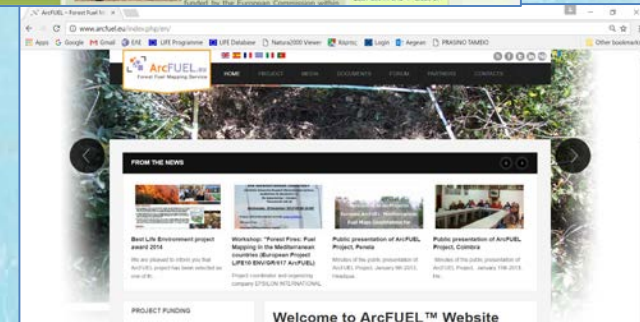 funded by the European Commission within
ArcFUEL – Forest Fuel M
www.arcfuel.eu/index.php/en/
Apps Google Gmail ΕΑΕ LIFE Programme LIFE Database Natura2000 Viewer Login Aegean ΠΡΑΣΙΝΟ ΤΑΜΕΙΟ Other bookmarks
ArcFUEL.eu
Forest Fuel Mapping Service
HOME PROJECT MEDIA DOCUMENTS FORUM PARTNERS CONTACTS
FROM THE NEWS
Best Life Environment project
award 2014
We are pleased to inform you that
ArcFUEL project has been selected as
one of th..
Workshop: "Forest Fires: Fuel
Mapping in the Mediterranean
countries (European Project
LIFE10 ENV/GR/617 ArcFUEL)
Project coordinator and organizing
company EPSILON INTERNATIONAL
Public presentation of ArcFUEL
Project, Penela
Minutes of the public presentation of
ArcFUEL Project, January 9th 2013,
Public presentation of ArcFUEL
Project, Coimbra
Minutes of the public presentation of
ArcFUEL Project, January 10th 2013,
PROJECT FUNDING
Welcome to ArcFUEL™ Website